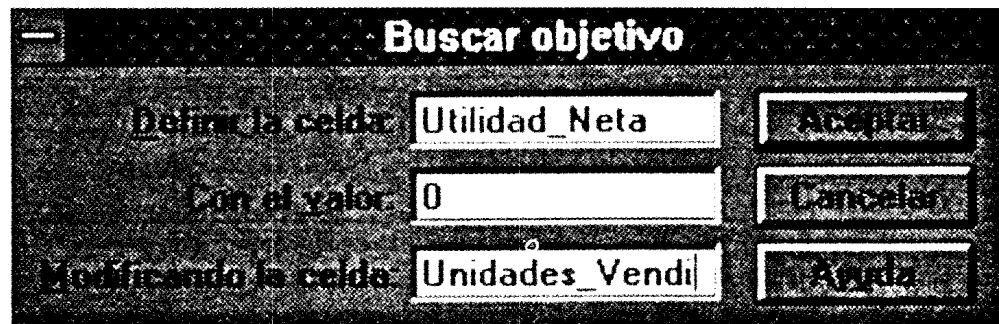 Buscar objetivo
Definir la celda: Utilidad_Neta Aceptar
Con el valor: 0 Cancelar
Modificando la celda: Unidades_Vendi Ayuda